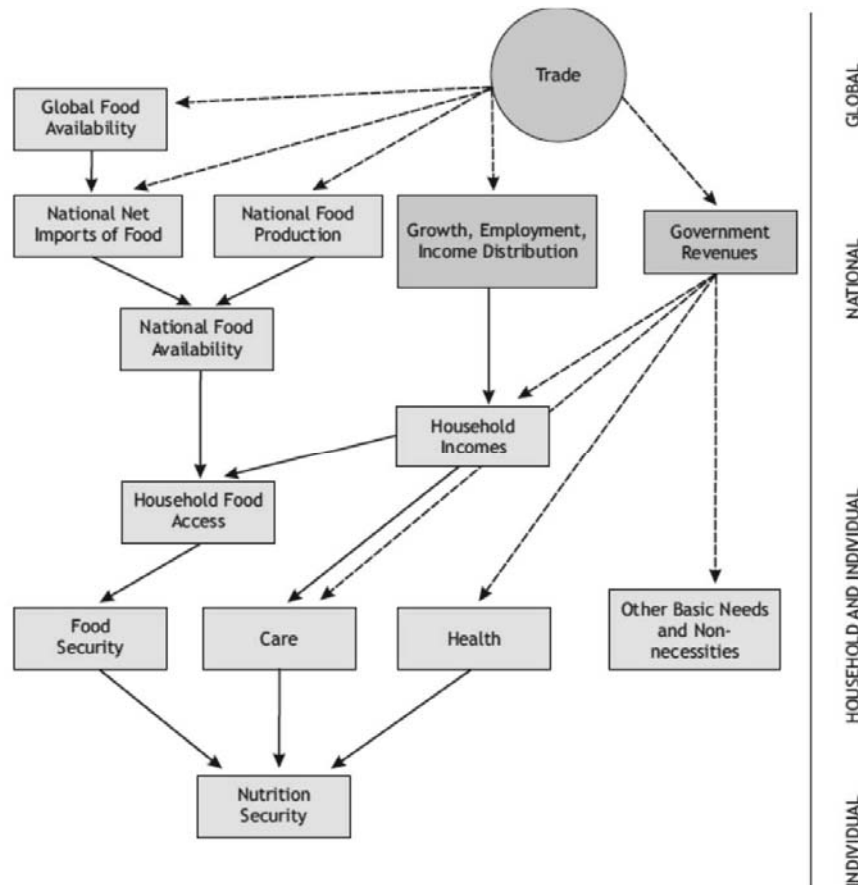 Trade
Global Food
Availability
National Net
Imports of Food
National Food
Production
Growth, Employment,
Income Distribution
Government
Revenues
National Food
Availability
Household
Incomes
Household Food
Access
Food
Security
Care
Health
Other Basic Needs
and Non-
necessities
Nutrition
Security
GLOBAL
NATIONAL
HOUSEHOLD AND INDIVIDUAL
INDIVIDUAL